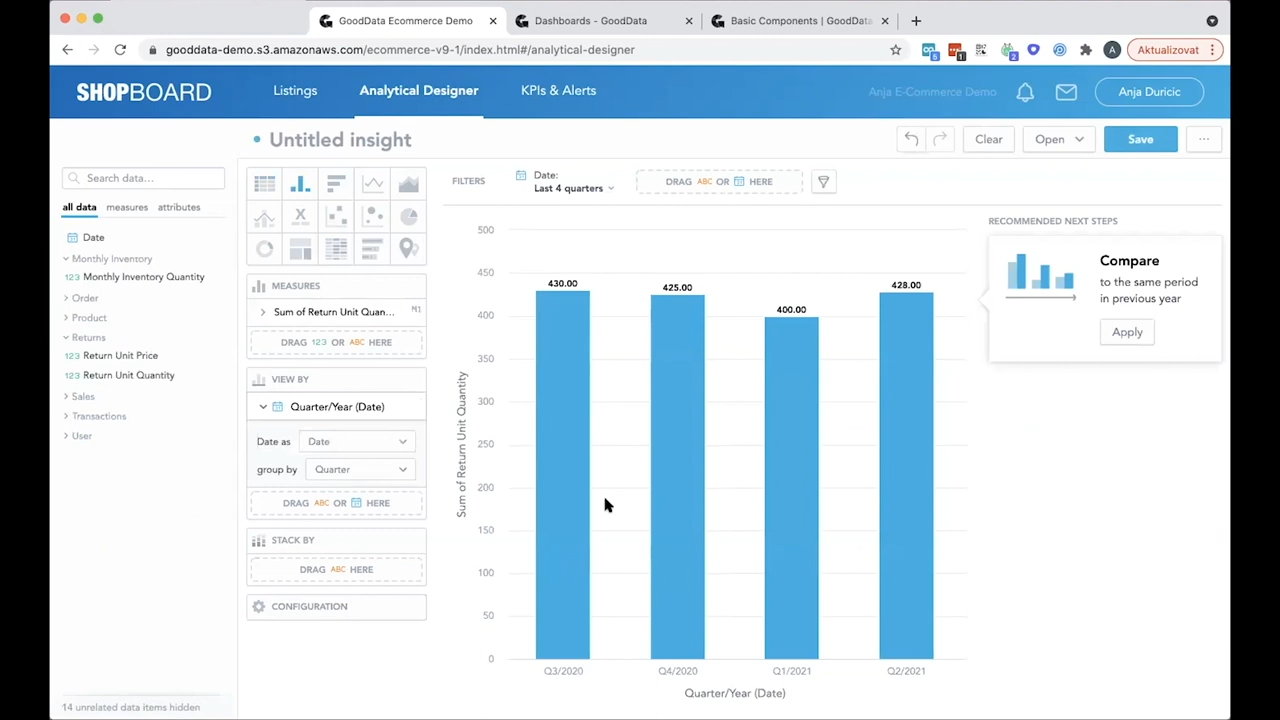 GoodData Ecommerce Demo
Dashboards - GoodData
Basic Components | GoodData
gooddata-demo.s3.amazonaws.com/ecommerce-v9-1/index.html#/analytical-designer
5
1
2
A
Aktualizovat
SHOPBOARD
Listings
Analytical Designer
KPIs & Alerts
Anja E-Commerce Demo
Anja Duricic
Untitled insight
Clear
Open
Save
...
Search data...
all data
measures
attributes
Date
Monthly Inventory
123 Monthly Inventory Quantity
Order
Product
Returns
123 Return Unit Price
123 Return Unit Quantity
Sales
Transactions
User
14 unrelated data items hidden
MEASURES
Sum of Return Unit Quan... M1
DRAG 123 OR ABC HERE
VIEW BY
Quarter/Year (Date)
Date as Date
group by Quarter
DRAG ABC OR HERE
STACK BY
DRAG ABC HERE
CONFIGURATION
FILTERS
Date:
Last 4 quarters
DRAG ABC OR HERE
500
450
400
350
300
250
200
150
100
50
0
Sum of Return Unit Quantity
430.00
425.00
400.00
428.00
Q3/2020
Q4/2020
Q1/2021
Q2/2021
Quarter/Year (Date)
RECOMMENDED NEXT STEPS
Compare
to the same period
in previous year
Apply